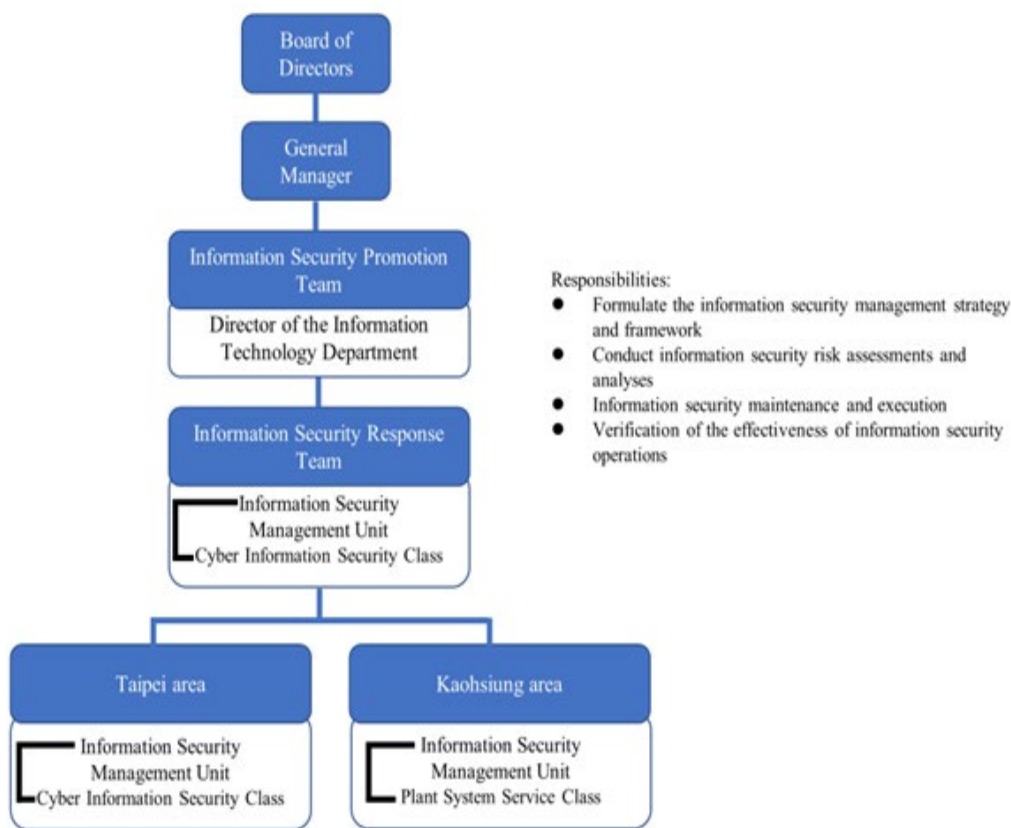 Board of
Directors
General
Manager
Information Security Promotion
Team
Director of the Information
Technology Department
Responsibilities:
● Formulate the information security management strategy
and framework
● Conduct information security risk assessments and
analyses
● Information security maintenance and execution
● Verification of the effectiveness of information security
operations
Information Security Response
Team
Information Security
Management Unit
Cyber Information Security Class
Taipei area
Information Security
Management Unit
Cyber Information Security Class
Kaohsiung area
Information Security
Management Unit
Plant System Service Class